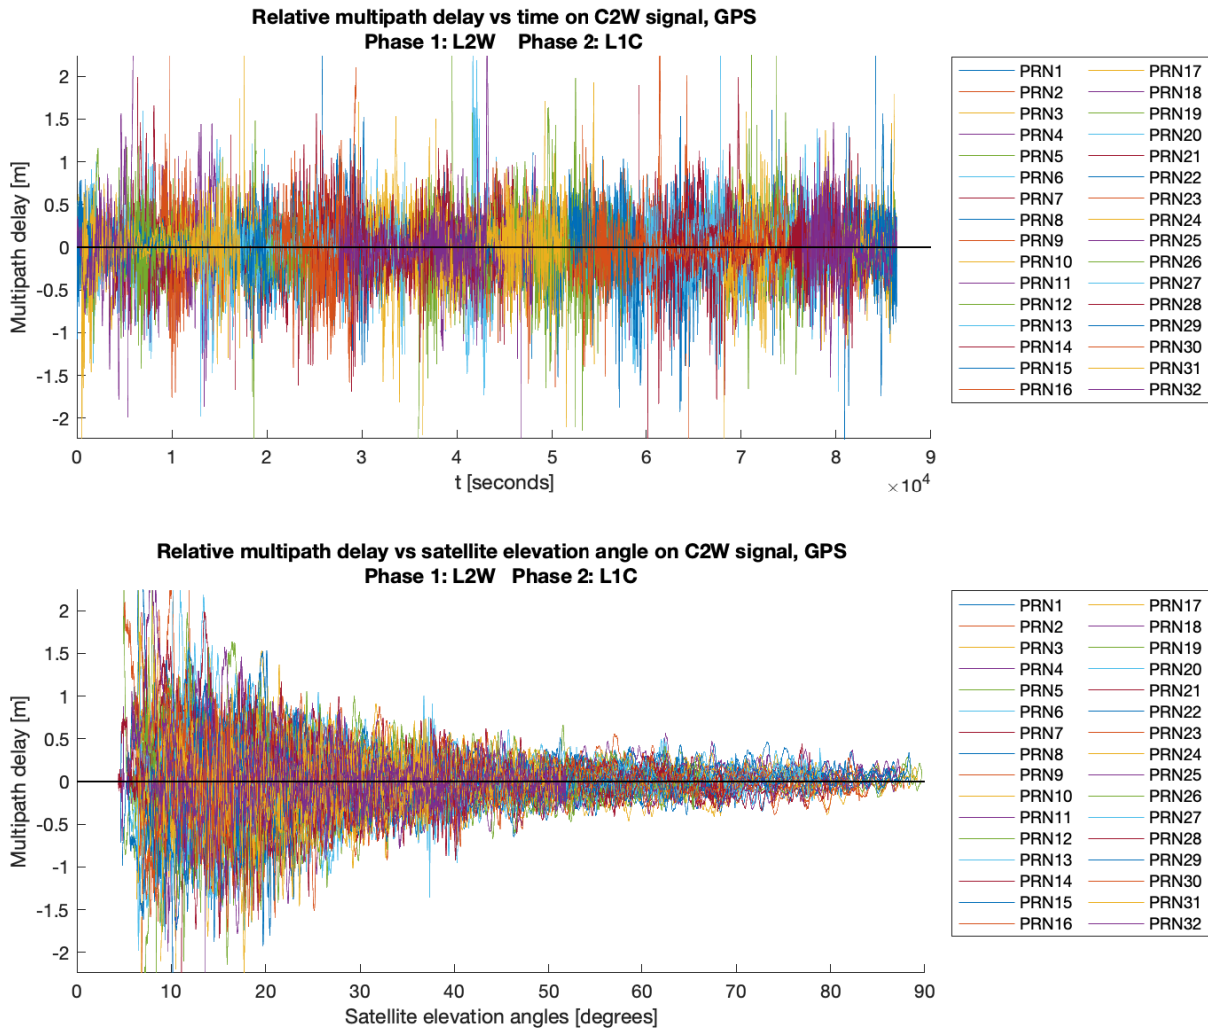 Relative multipath delay vs time on C2W signal, GPS
Phase 1: L2W    Phase 2: L1C
Multipath delay [m]
2
1.5
1
0.5
0
-0.5
-1
-1.5
-2
0 1 2 3 4 5 6 7 8 9
t [seconds]
×10^4
PRN1 PRN17
PRN2 PRN18
PRN3 PRN19
PRN4 PRN20
PRN5 PRN21
PRN6 PRN22
PRN7 PRN23
PRN8 PRN24
PRN9 PRN25
PRN10 PRN26
PRN11 PRN27
PRN12 PRN28
PRN13 PRN29
PRN14 PRN30
PRN15 PRN31
PRN16 PRN32
Relative multipath delay vs satellite elevation angle on C2W signal, GPS
Phase 1: L2W   Phase 2: L1C
Multipath delay [m]
2
1.5
1
0.5
0
-0.5
-1
-1.5
-2
0 10 20 30 40 50 60 70 80 90
Satellite elevation angles [degrees]
PRN1 PRN17
PRN2 PRN18
PRN3 PRN19
PRN4 PRN20
PRN5 PRN21
PRN6 PRN22
PRN7 PRN23
PRN8 PRN24
PRN9 PRN25
PRN10 PRN26
PRN11 PRN27
PRN12 PRN28
PRN13 PRN29
PRN14 PRN30
PRN15 PRN31
PRN16 PRN32